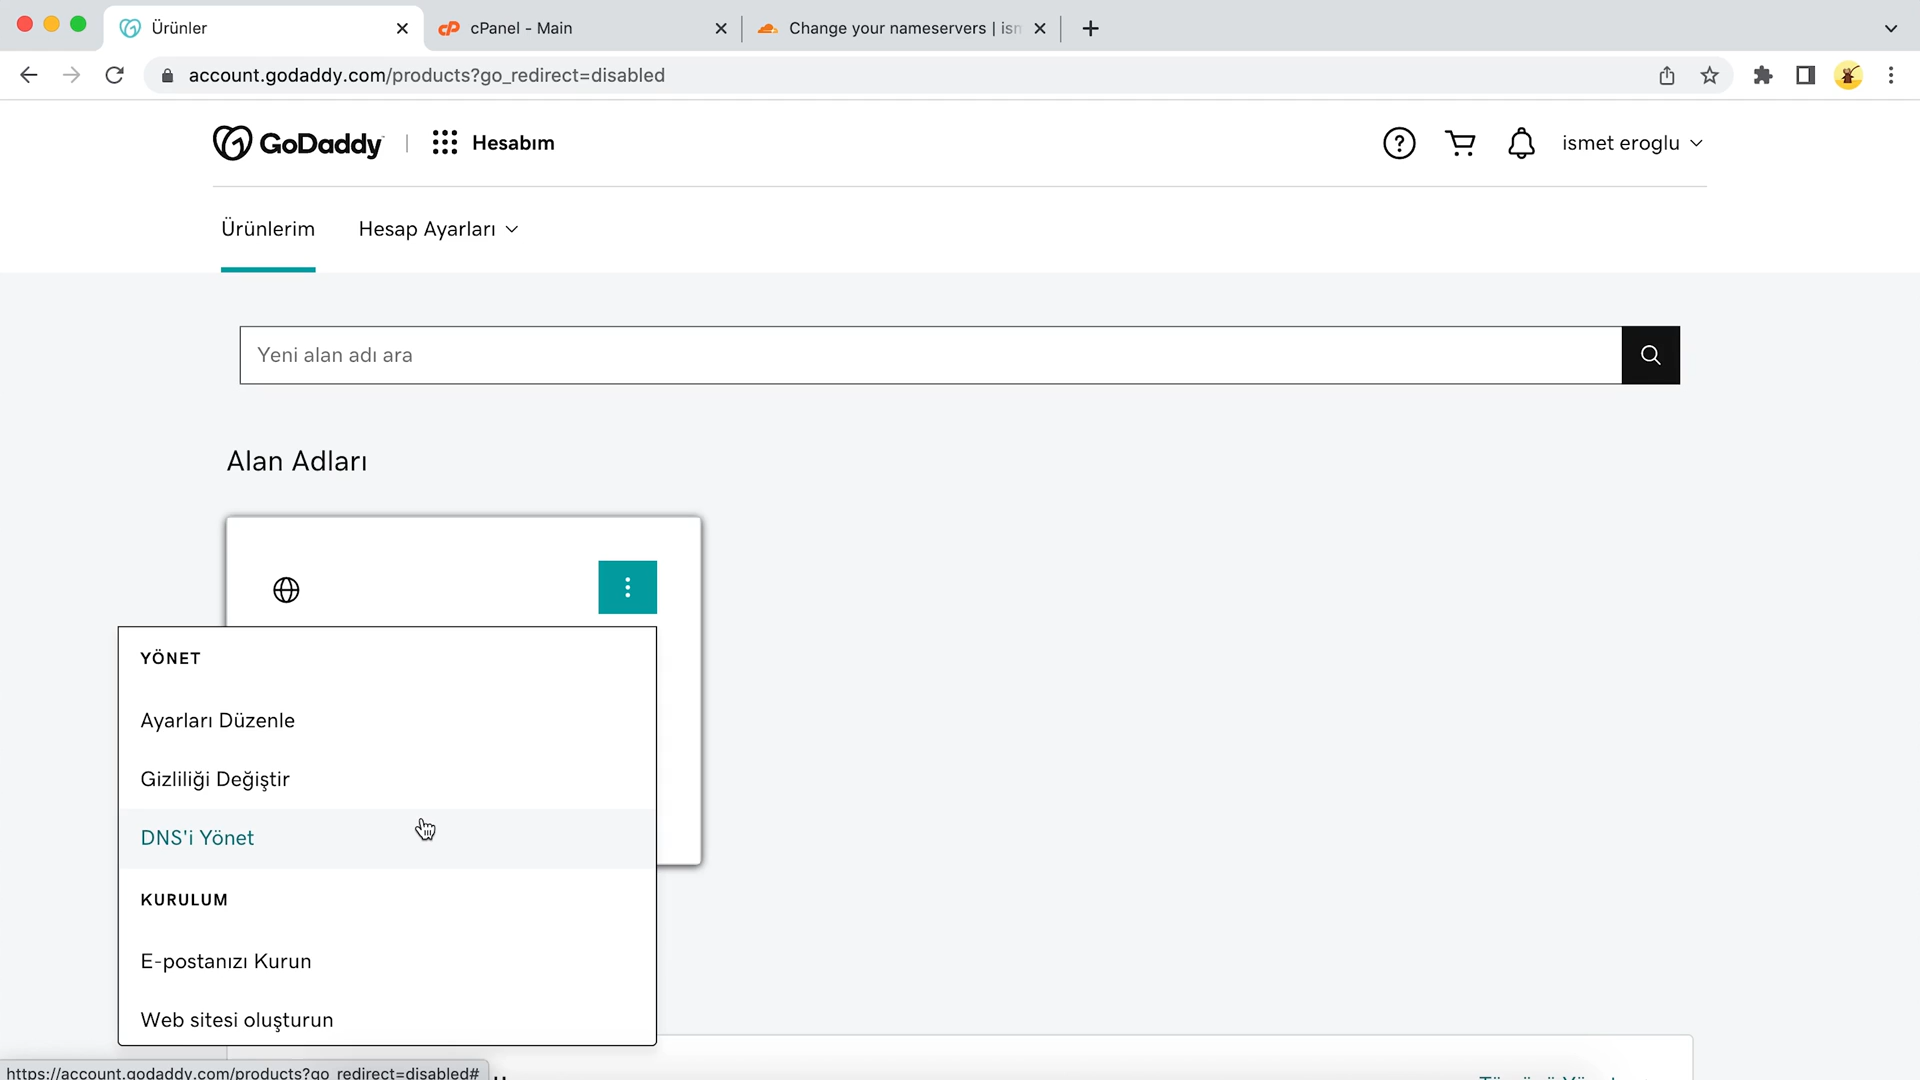 Ürünler
cPanel - Main
Change your nameservers | isn
account.godaddy.com/products?go_redirect=disabled
GoDaddy
Hesabım
ismet eroglu
Ürünlerim
Hesap Ayarları
Yeni alan adı ara
Alan Adları
YÖNET
Ayarları Düzenle
Gizliliği Değiştir
DNS'i Yönet
KURULUM
E-postanızı Kurun
Web sitesi oluşturun
https://account.godaddy.com/products?go_redirect=disabled#